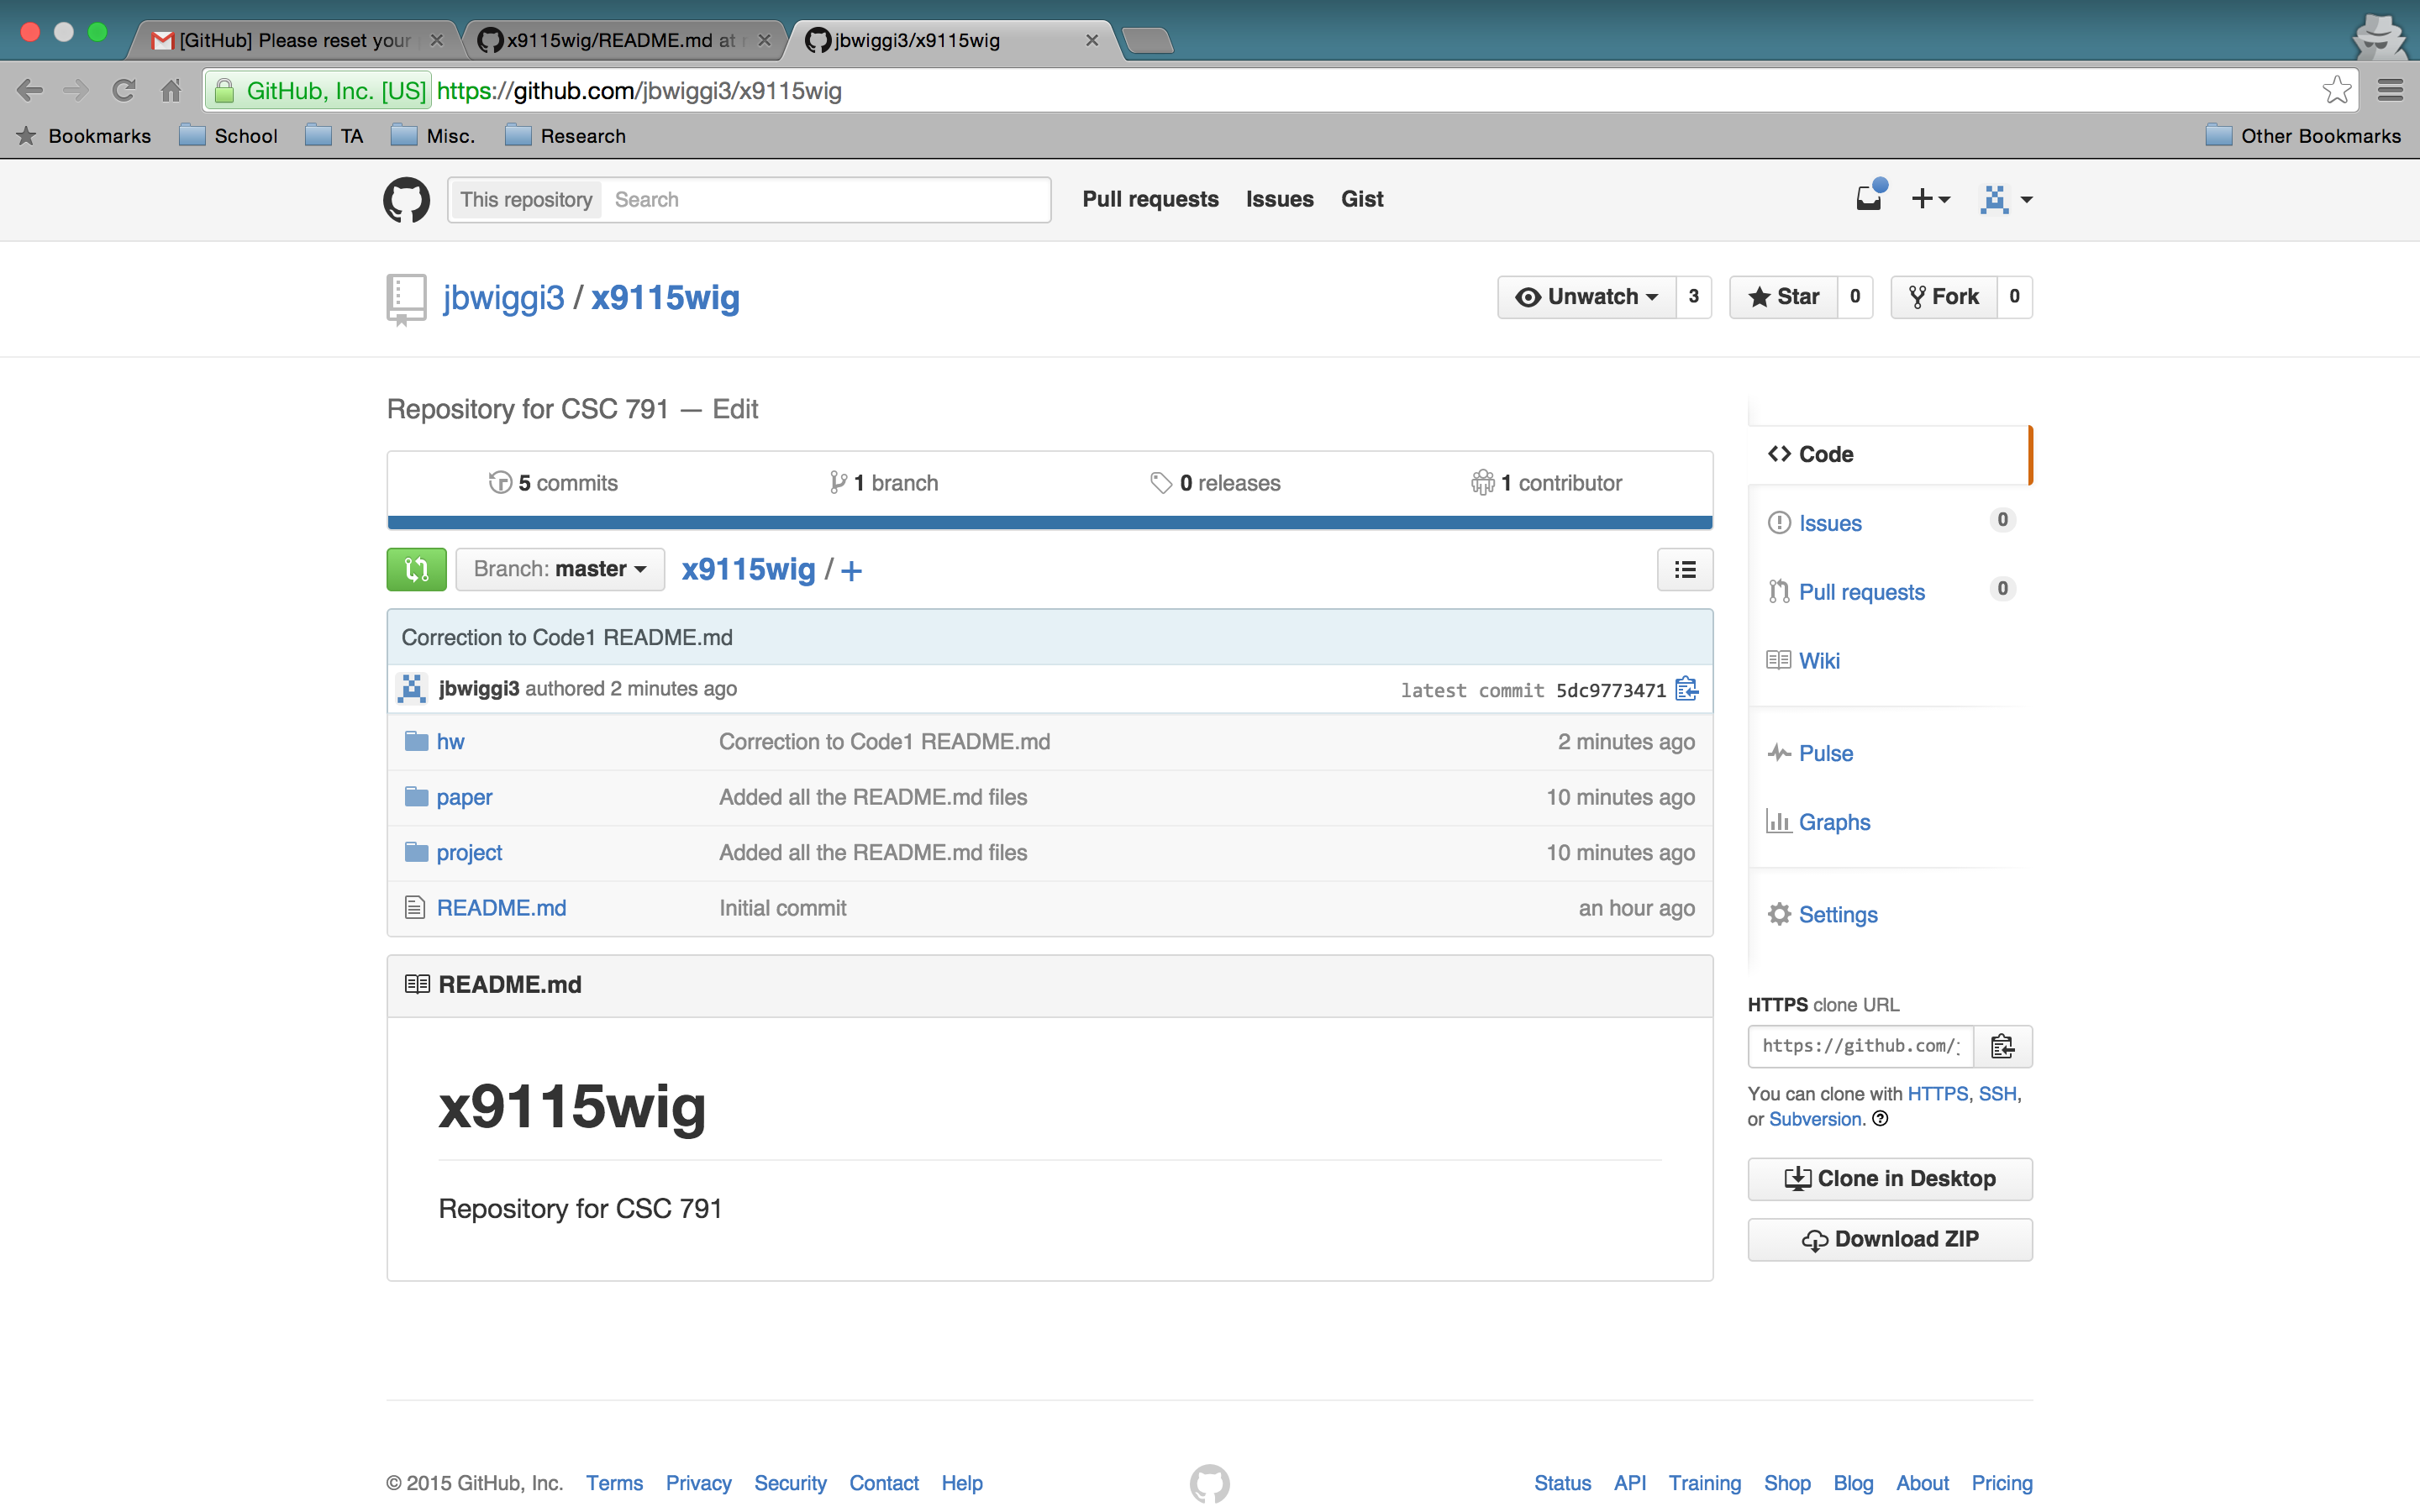 [GitHub] Please reset your
x9115wig/README.md at
jbwiggi3/x9115wig
GitHub, Inc. [US] https://github.com/jbwiggi3/x9115wig
Bookmarks School TA Misc. Research Other Bookmarks
This repository Search Pull requests Issues Gist
jbwiggi3 / x9115wig
Unwatch 3 Star 0 Fork 0
Repository for CSC 791 — Edit
5 commits 1 branch 0 releases 1 contributor
Branch: master x9115wig / +
Correction to Code1 README.md
jbwiggi3 authored 2 minutes ago latest commit 5dc9773471
hw Correction to Code1 README.md 2 minutes ago
paper Added all the README.md files 10 minutes ago
project Added all the README.md files 10 minutes ago
README.md Initial commit an hour ago
README.md
x9115wig
Repository for CSC 791
Code
Issues 0
Pull requests 0
Wiki
Pulse
Graphs
Settings
HTTPS clone URL
https://github.com/
You can clone with HTTPS, SSH,
or Subversion.
Clone in Desktop
Download ZIP
© 2015 GitHub, Inc. Terms Privacy Security Contact Help
Status API Training Shop Blog About Pricing